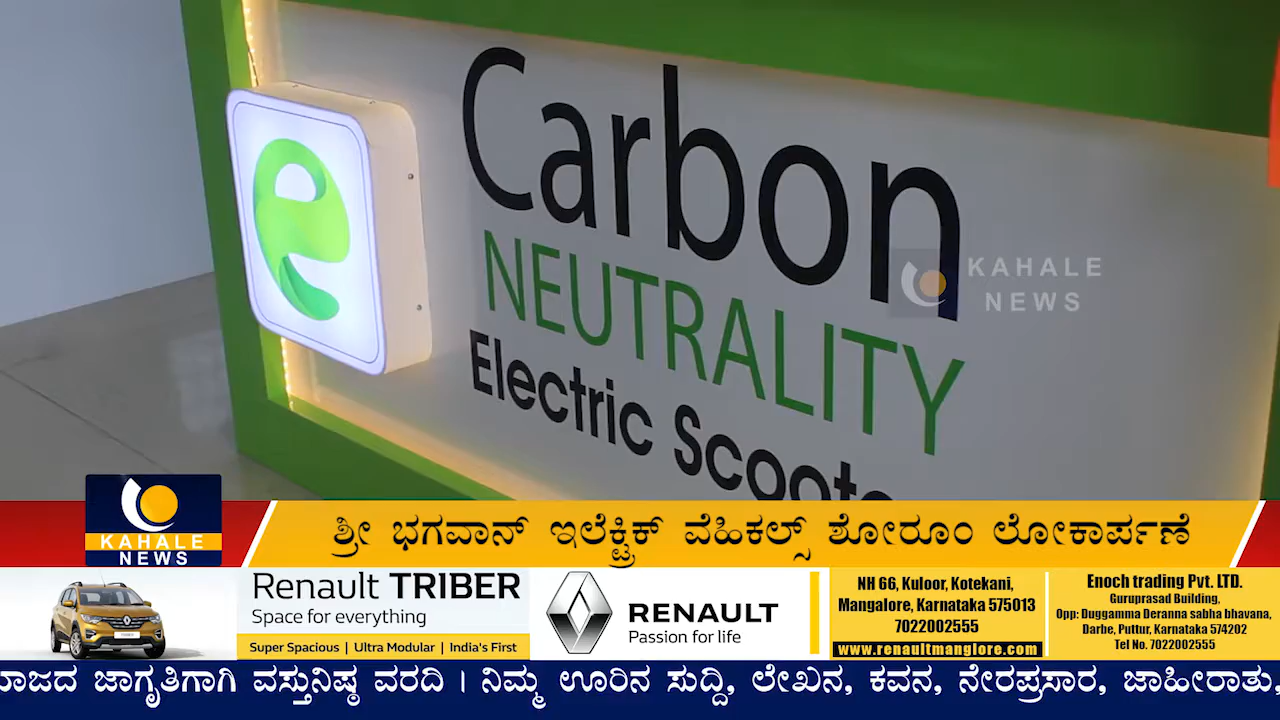 e
Carbon
NEUTRALITY
Electric
KAHALE
NEWS
KAHALE
NEWS
ಶ್ರೀ ಭಗವಾನ್ ಇಲೆಕ್ಟ್ರಿಕ್ ವೆಹಿಕಲ್ಸ್ ಶೋರೂಂ ಲೋಕಾರ್ಪಣೆ
Renault TRIBER
Space for everything
Super Spacious | Ultra Modular | India's First
RENAULT
Passion for life
NH 66, Kuloor, Kotekani,
Mangalore, Karnataka 575013
7022002555
www.renaultmanglore.com
Enoch trading Pvt. LTD.
Guruprasad Building,
Opp: Duggamma Deranna sabha bhavana,
Darbe, Puttur, Karnataka 574202
Tel No. 7022002555
ಜಾಗೃತಿಗಾಗಿ ವಸ್ತುನಿಷ್ಠ ವರದಿ । ನಿಮ್ಮ ಊರಿನ ಸುದ್ದಿ, ಲೇಖನ, ಕವನ, ನೇರಪ್ರಸಾರ, ಜಾಹೀರಾತು,